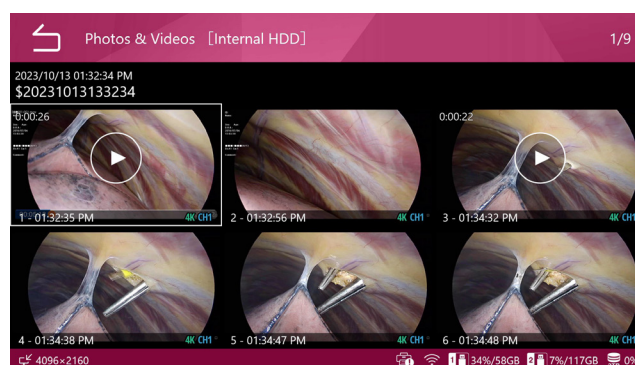 Photos & Videos [Internal HDD]
1/9
2023/10/13 01:32:34 PM
$20231013133234
0:00:26
1 - 01:32:35 PM 4K CH1
2 - 01:32:56 PM 4K CH1
0:00:22
3 - 01:34:32 PM 4K CH1
4 - 01:34:38 PM 4K CH1
5 - 01:34:47 PM 4K CH1
6 - 01:34:48 PM 4K CH1
4096×2160
1 34%/58GB 2 7%/117GB 0%